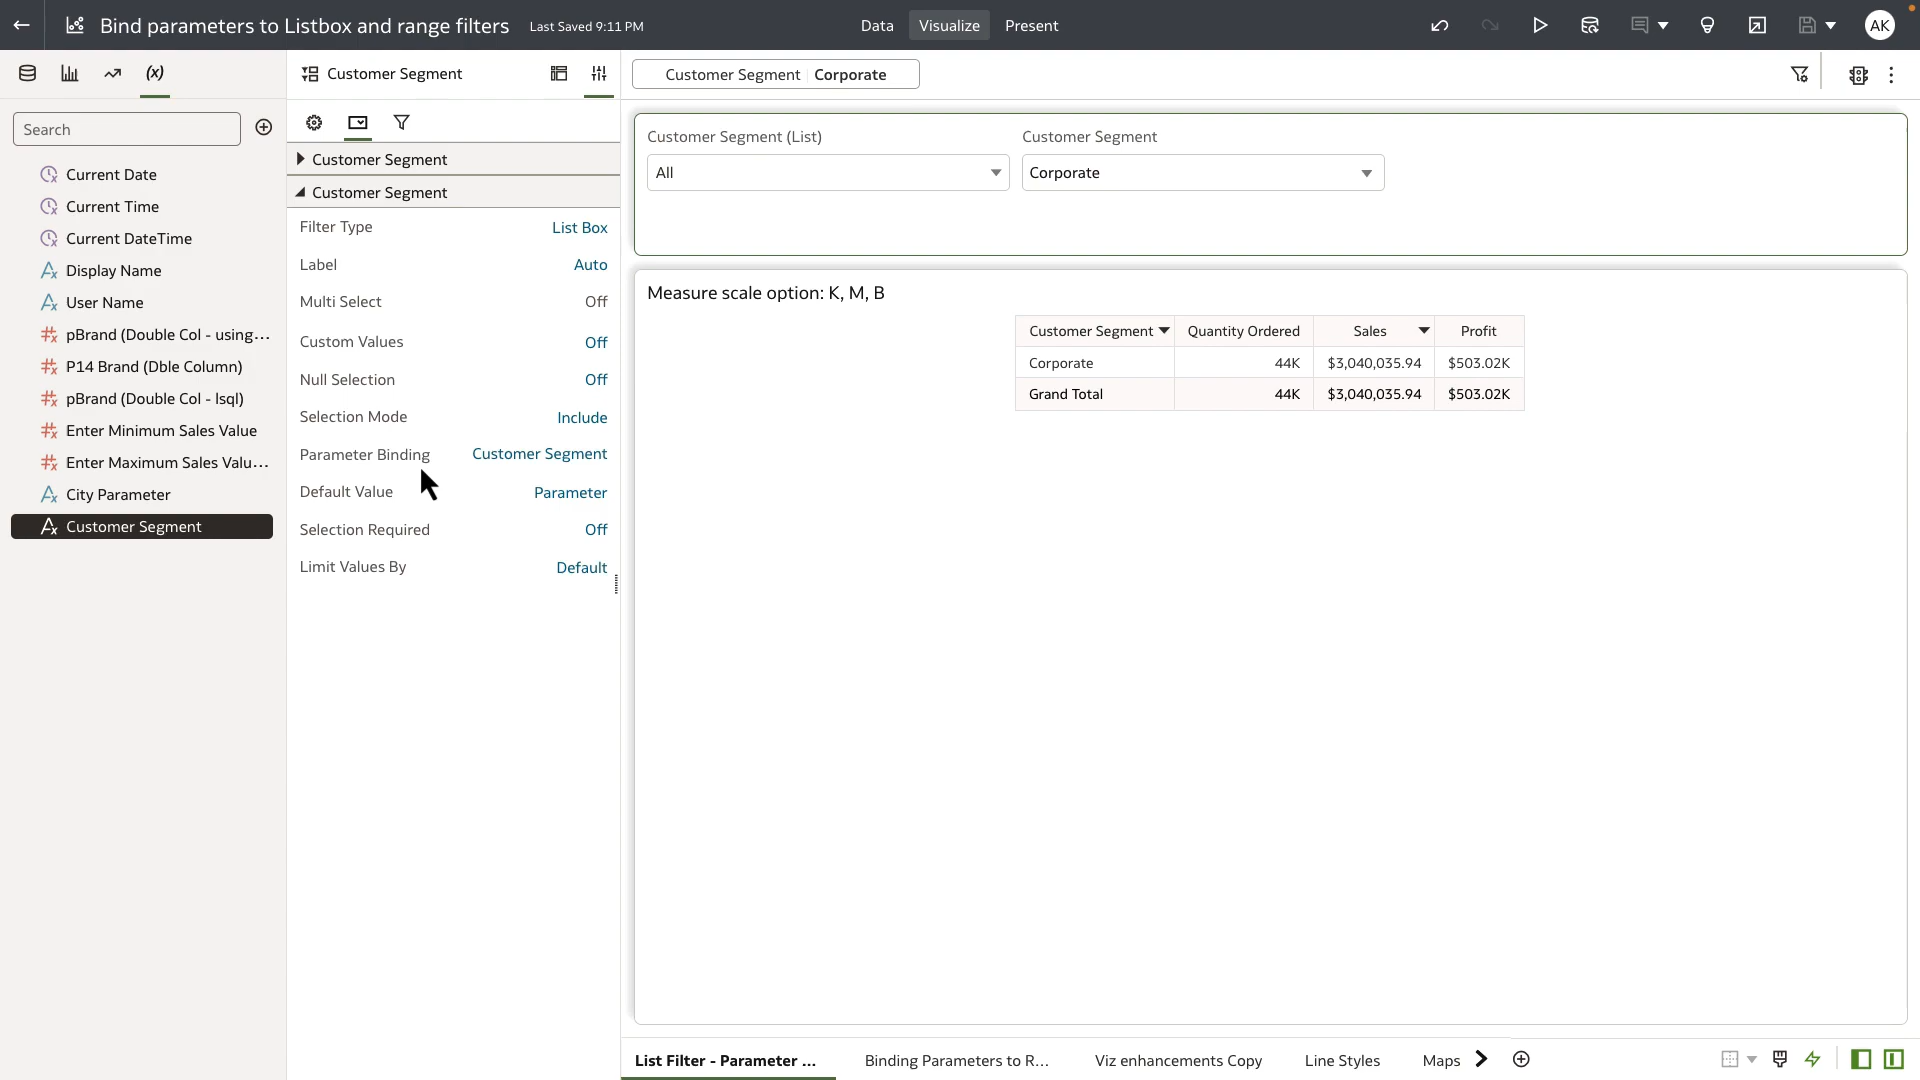 Bind parameters to Listbox and range filters
Last Saved 9:11 PM
Data
Visualize
Present
AK
(x)
Search
Current Date
Current Time
Current DateTime
Display Name
User Name
pBrand (Double Col - using...
P14 Brand (Dble Column)
pBrand (Double Col - lsql)
Enter Minimum Sales Value
Enter Maximum Sales Valu...
City Parameter
Customer Segment
Customer Segment
Customer Segment
Customer Segment
Filter Type List Box
Label Auto
Multi Select Off
Custom Values Off
Null Selection Off
Selection Mode Include
Parameter Binding Customer Segment
Default Value Parameter
Selection Required Off
Limit Values By Default
Customer Segment Corporate
Customer Segment (List) Customer Segment
All Corporate
Measure scale option: K, M, B
Customer Segment Quantity Ordered Sales Profit
Corporate 44K $3,040,035.94 $503.02K
Grand Total 44K $3,040,035.94 $503.02K
List Filter - Parameter ...
Binding Parameters to R...
Viz enhancements Copy
Line Styles
Maps